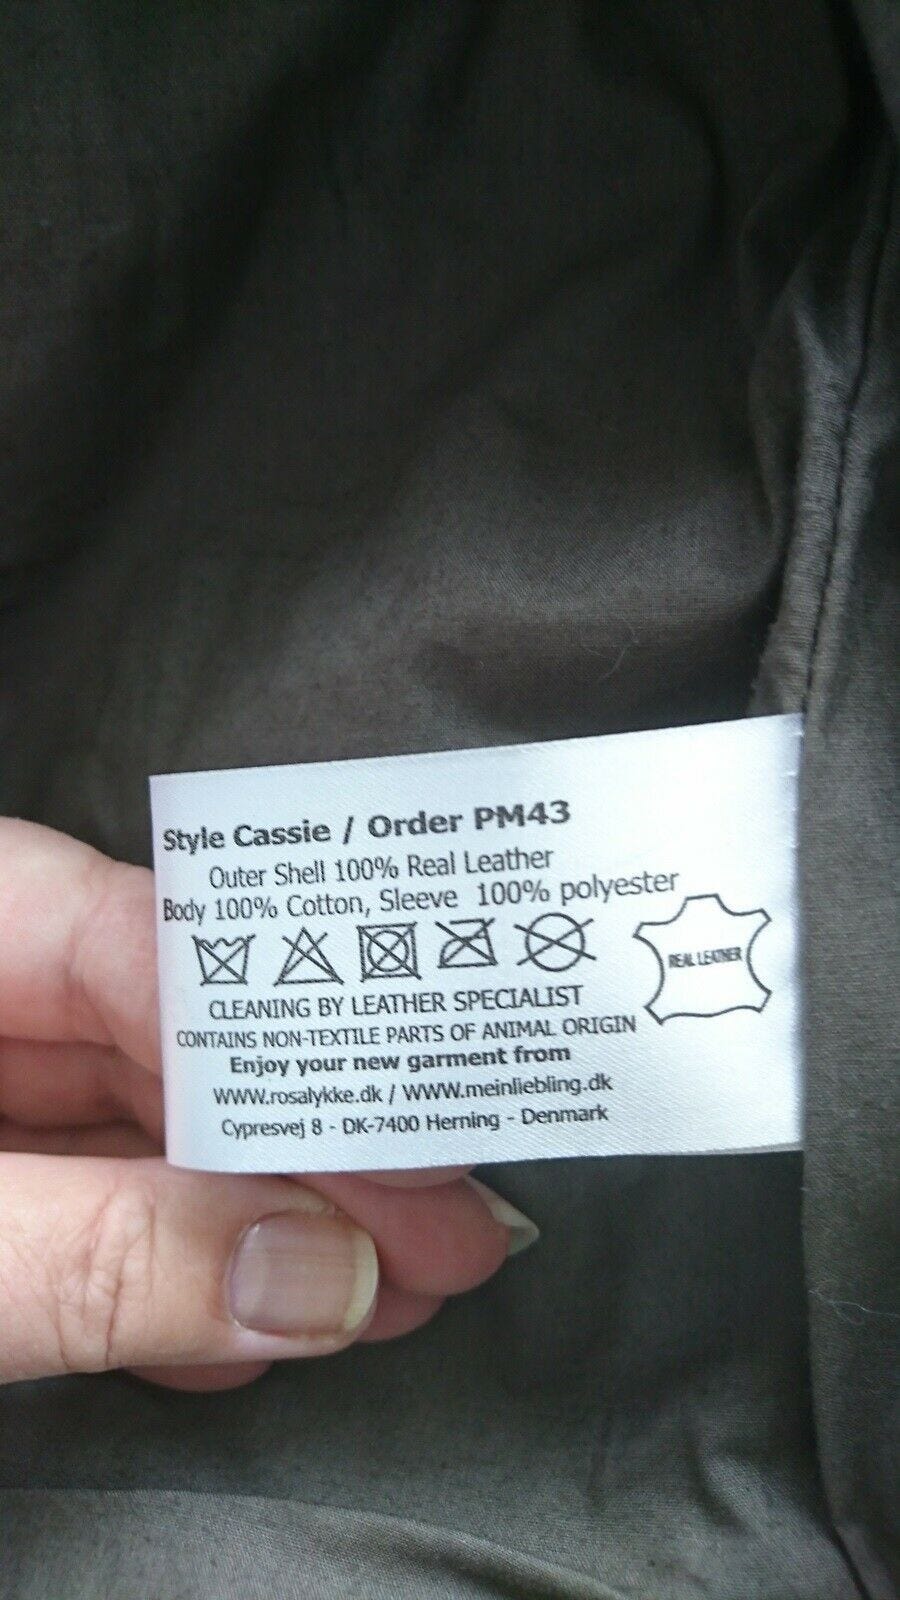 Style Cassie / Order PM43
Outer Shell 100% Real Leather
Body 100% Cotton, Sleeve 100% polyester
REAL LEATHER
CLEANING BY LEATHER SPECIALIST
CONTAINS NON-TEXTILE PARTS OF ANIMAL ORIGIN
Enjoy your new garment from
WWW.rosalykke.dk / WWW.meinliebling.dk
Cypresvej 8 - DK-7400 Herning - Denmark